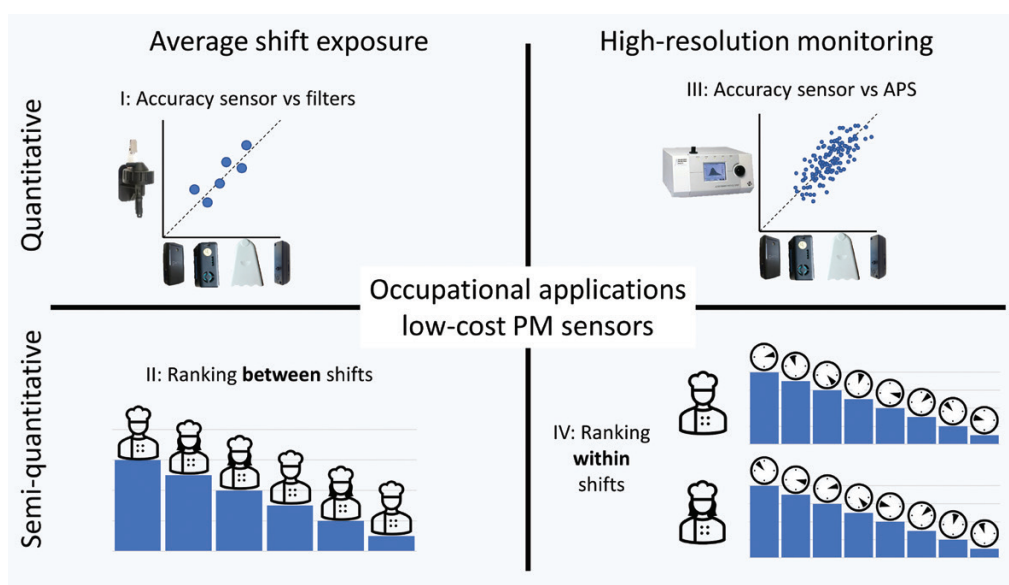 Average shift exposure
High-resolution monitoring
Quantitative
I: Accuracy sensor vs filters
III: Accuracy sensor vs APS
Occupational applications
low-cost PM sensors
Semi-quantitative
II: Ranking between shifts
IV: Ranking
within
shifts